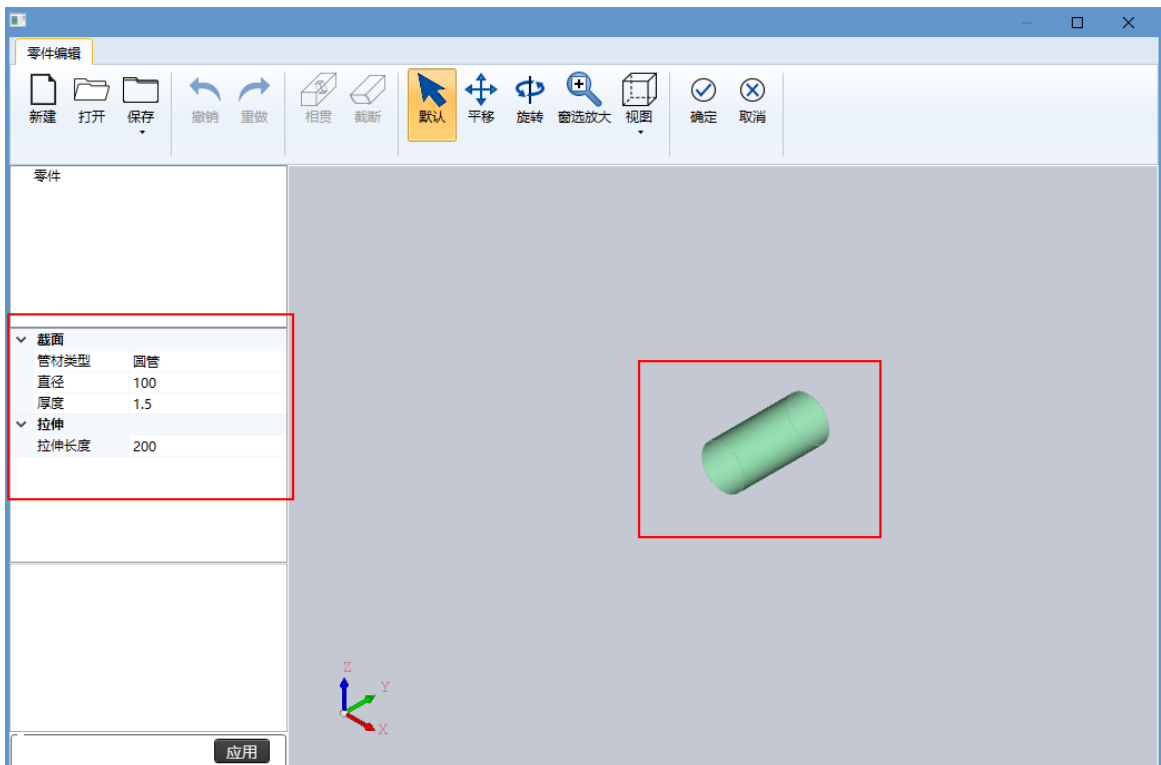 零件编辑
新建 打开 保存 撤销 重做 相贯 截断 默认 平移 旋转 窗选放大 视图 确定 取消
零件
截面
管材类型 圆管
直径 100
厚度 1.5
拉伸
拉伸长度 200
Z
Y
X
应用